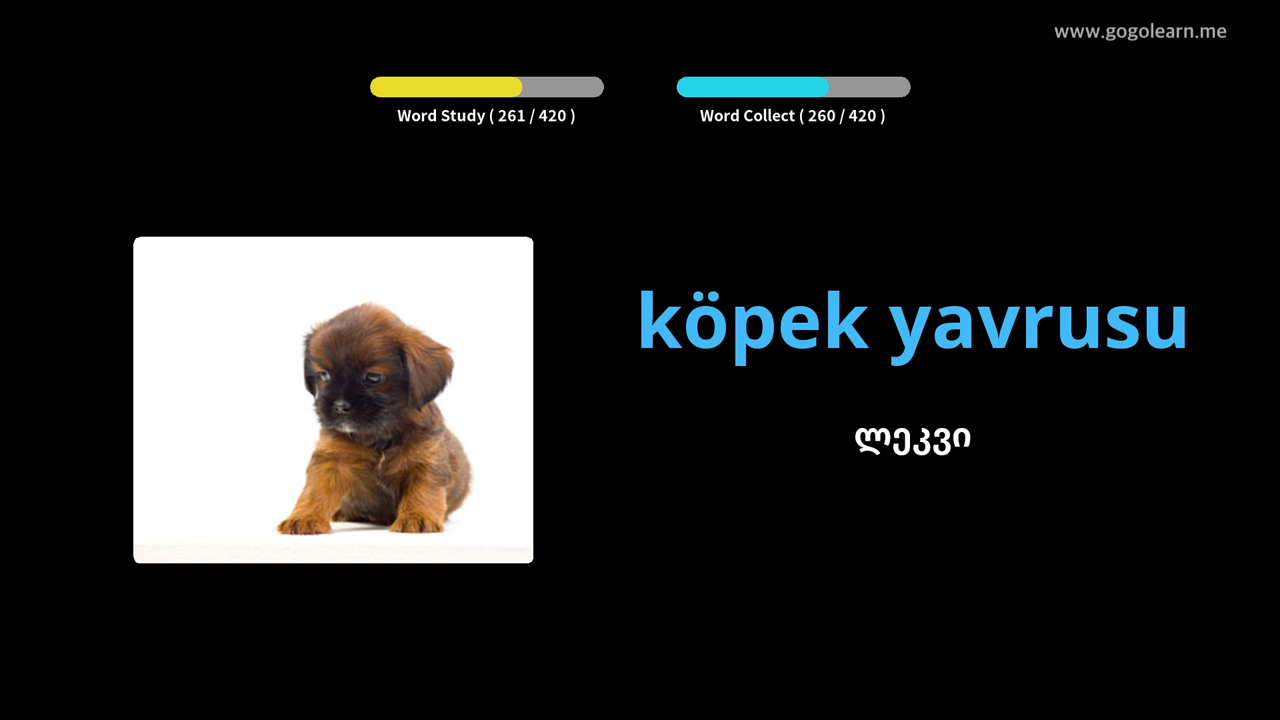 www.gogolearn.me
Word Study ( 261 / 420 )
Word Collect ( 260 / 420 )
köpek yavrusu
ლეკვი